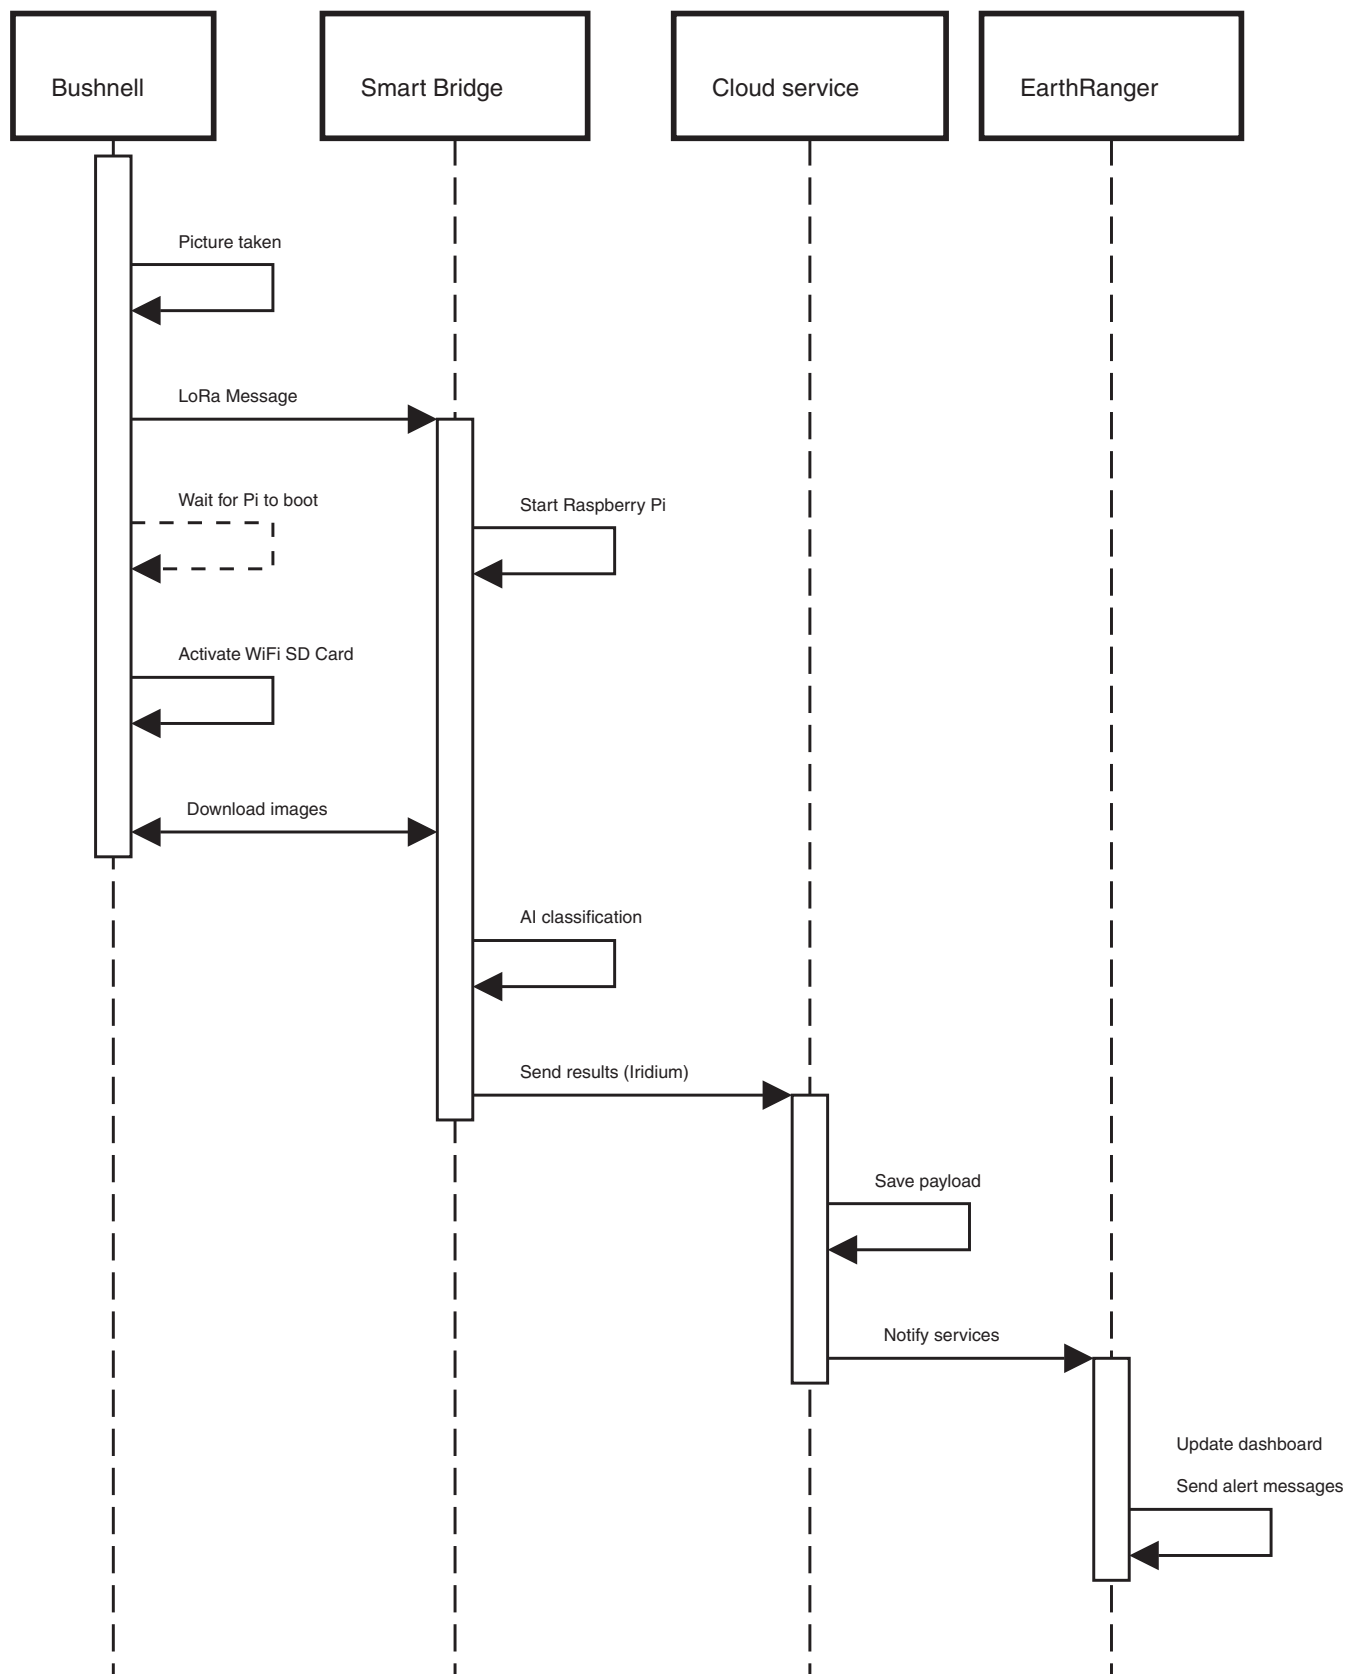 Bushnell
Smart Bridge
Cloud service
EarthRanger
Picture taken
LoRa Message
Wait for Pi to boot
Start Raspberry Pi
Activate WiFi SD Card
Download images
AI classification
Send results (Iridium)
Save payload
Notify services
Update dashboard
Send alert messages